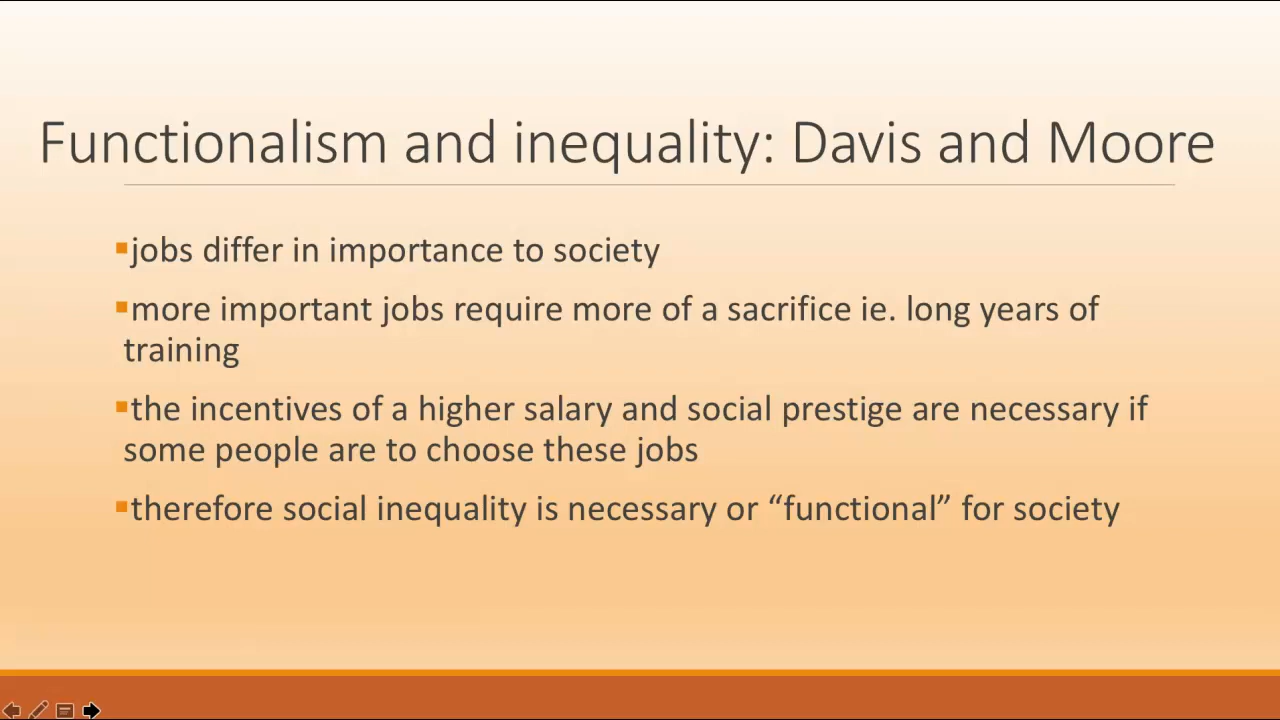 Functionalism and inequality: Davis and Moore
▪jobs differ in importance to society
▪more important jobs require more of a sacrifice ie. long years of
training
▪the incentives of a higher salary and social prestige are necessary if
some people are to choose these jobs
▪therefore social inequality is necessary or “functional” for society